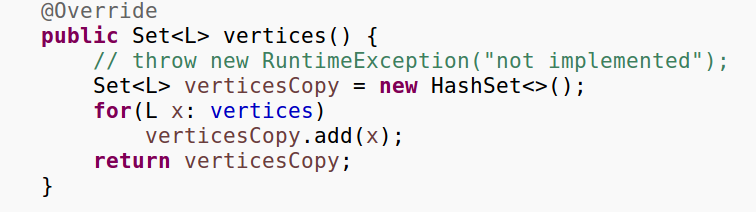 @Override
public Set<L> vertices() {
    // throw new RuntimeException("not implemented");
    Set<L> verticesCopy = new HashSet<>();
    for(L x: vertices)
        verticesCopy.add(x);
    return verticesCopy;
}